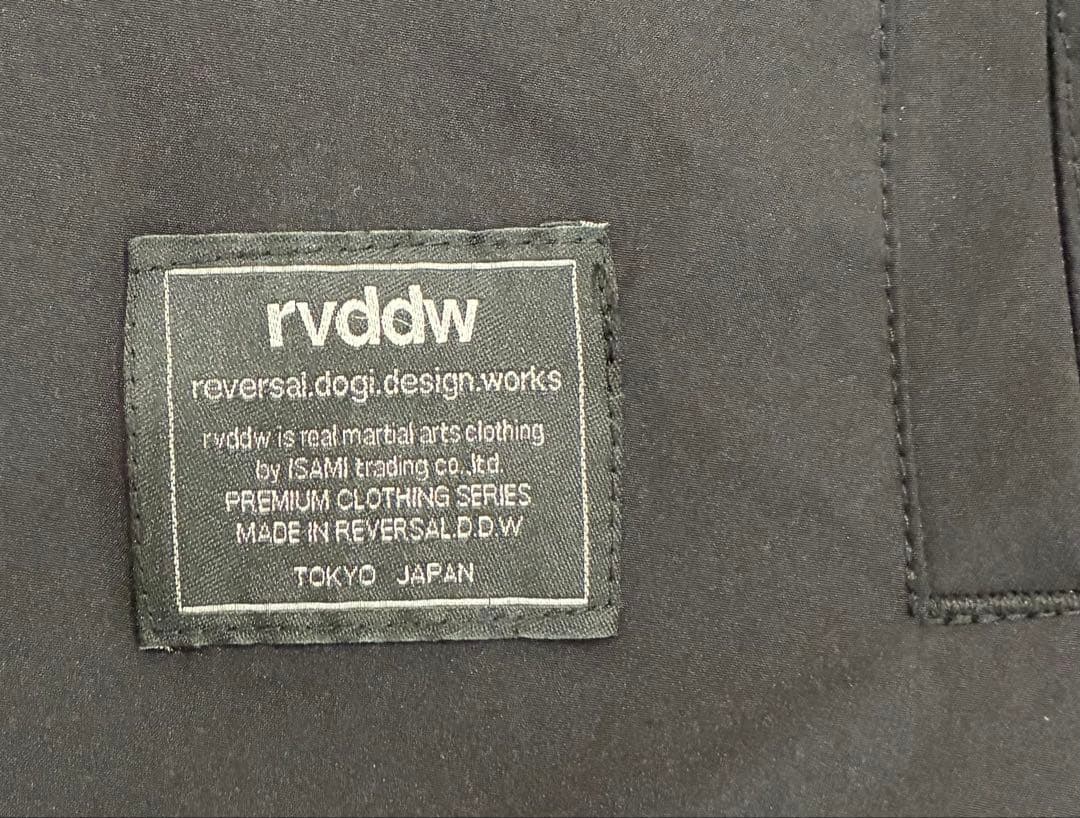 rvddw
reversal.dogi.design.works
rvddw is real martial arts clothing
by ISAMI trading co.,ltd.
PREMIUM CLOTHING SERIES
MADE IN REVERSAL.D.D.W
TOKYO JAPAN